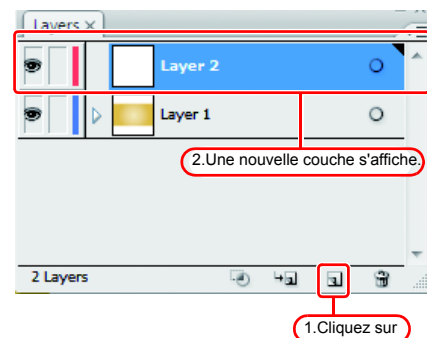 Layers ×
Layer 2
Layer 1
2.Une nouvelle couche s'affiche.
2 Layers
1.Cliquez sur